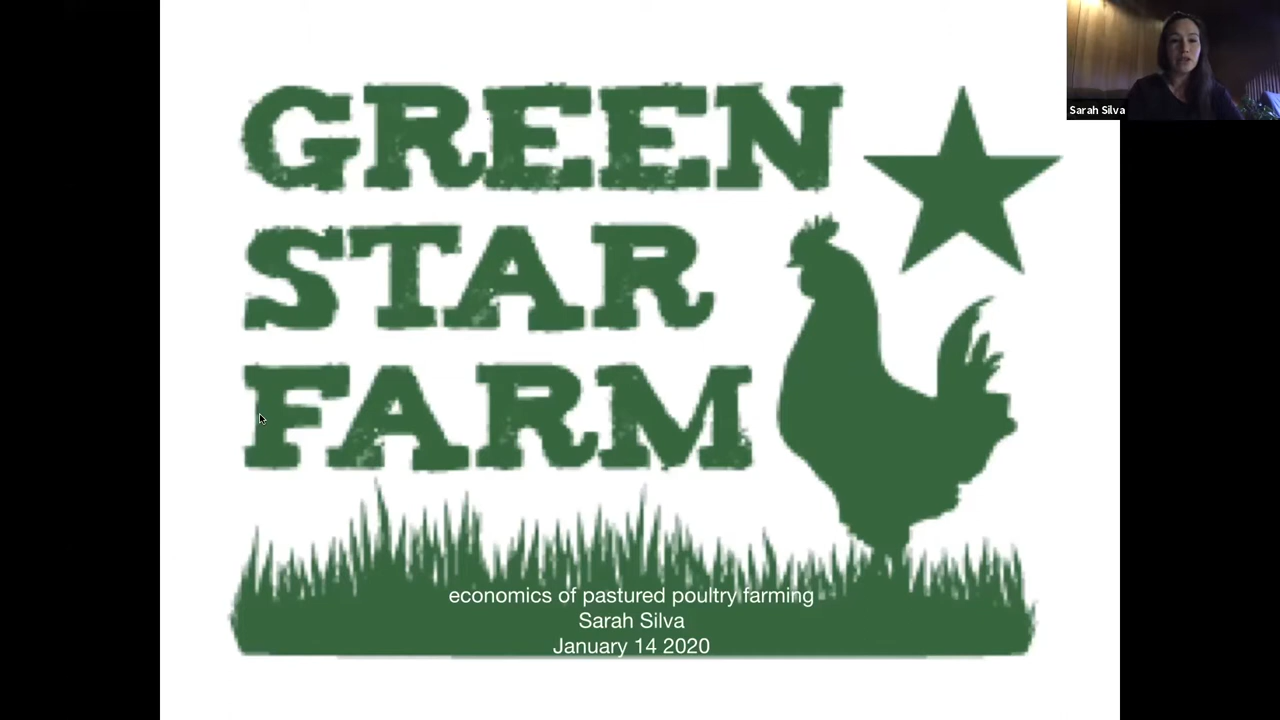 GREEN
STAR
FARM
economics of pastured poultry farming
Sarah Silva
January 14 2020
Sarah Silva